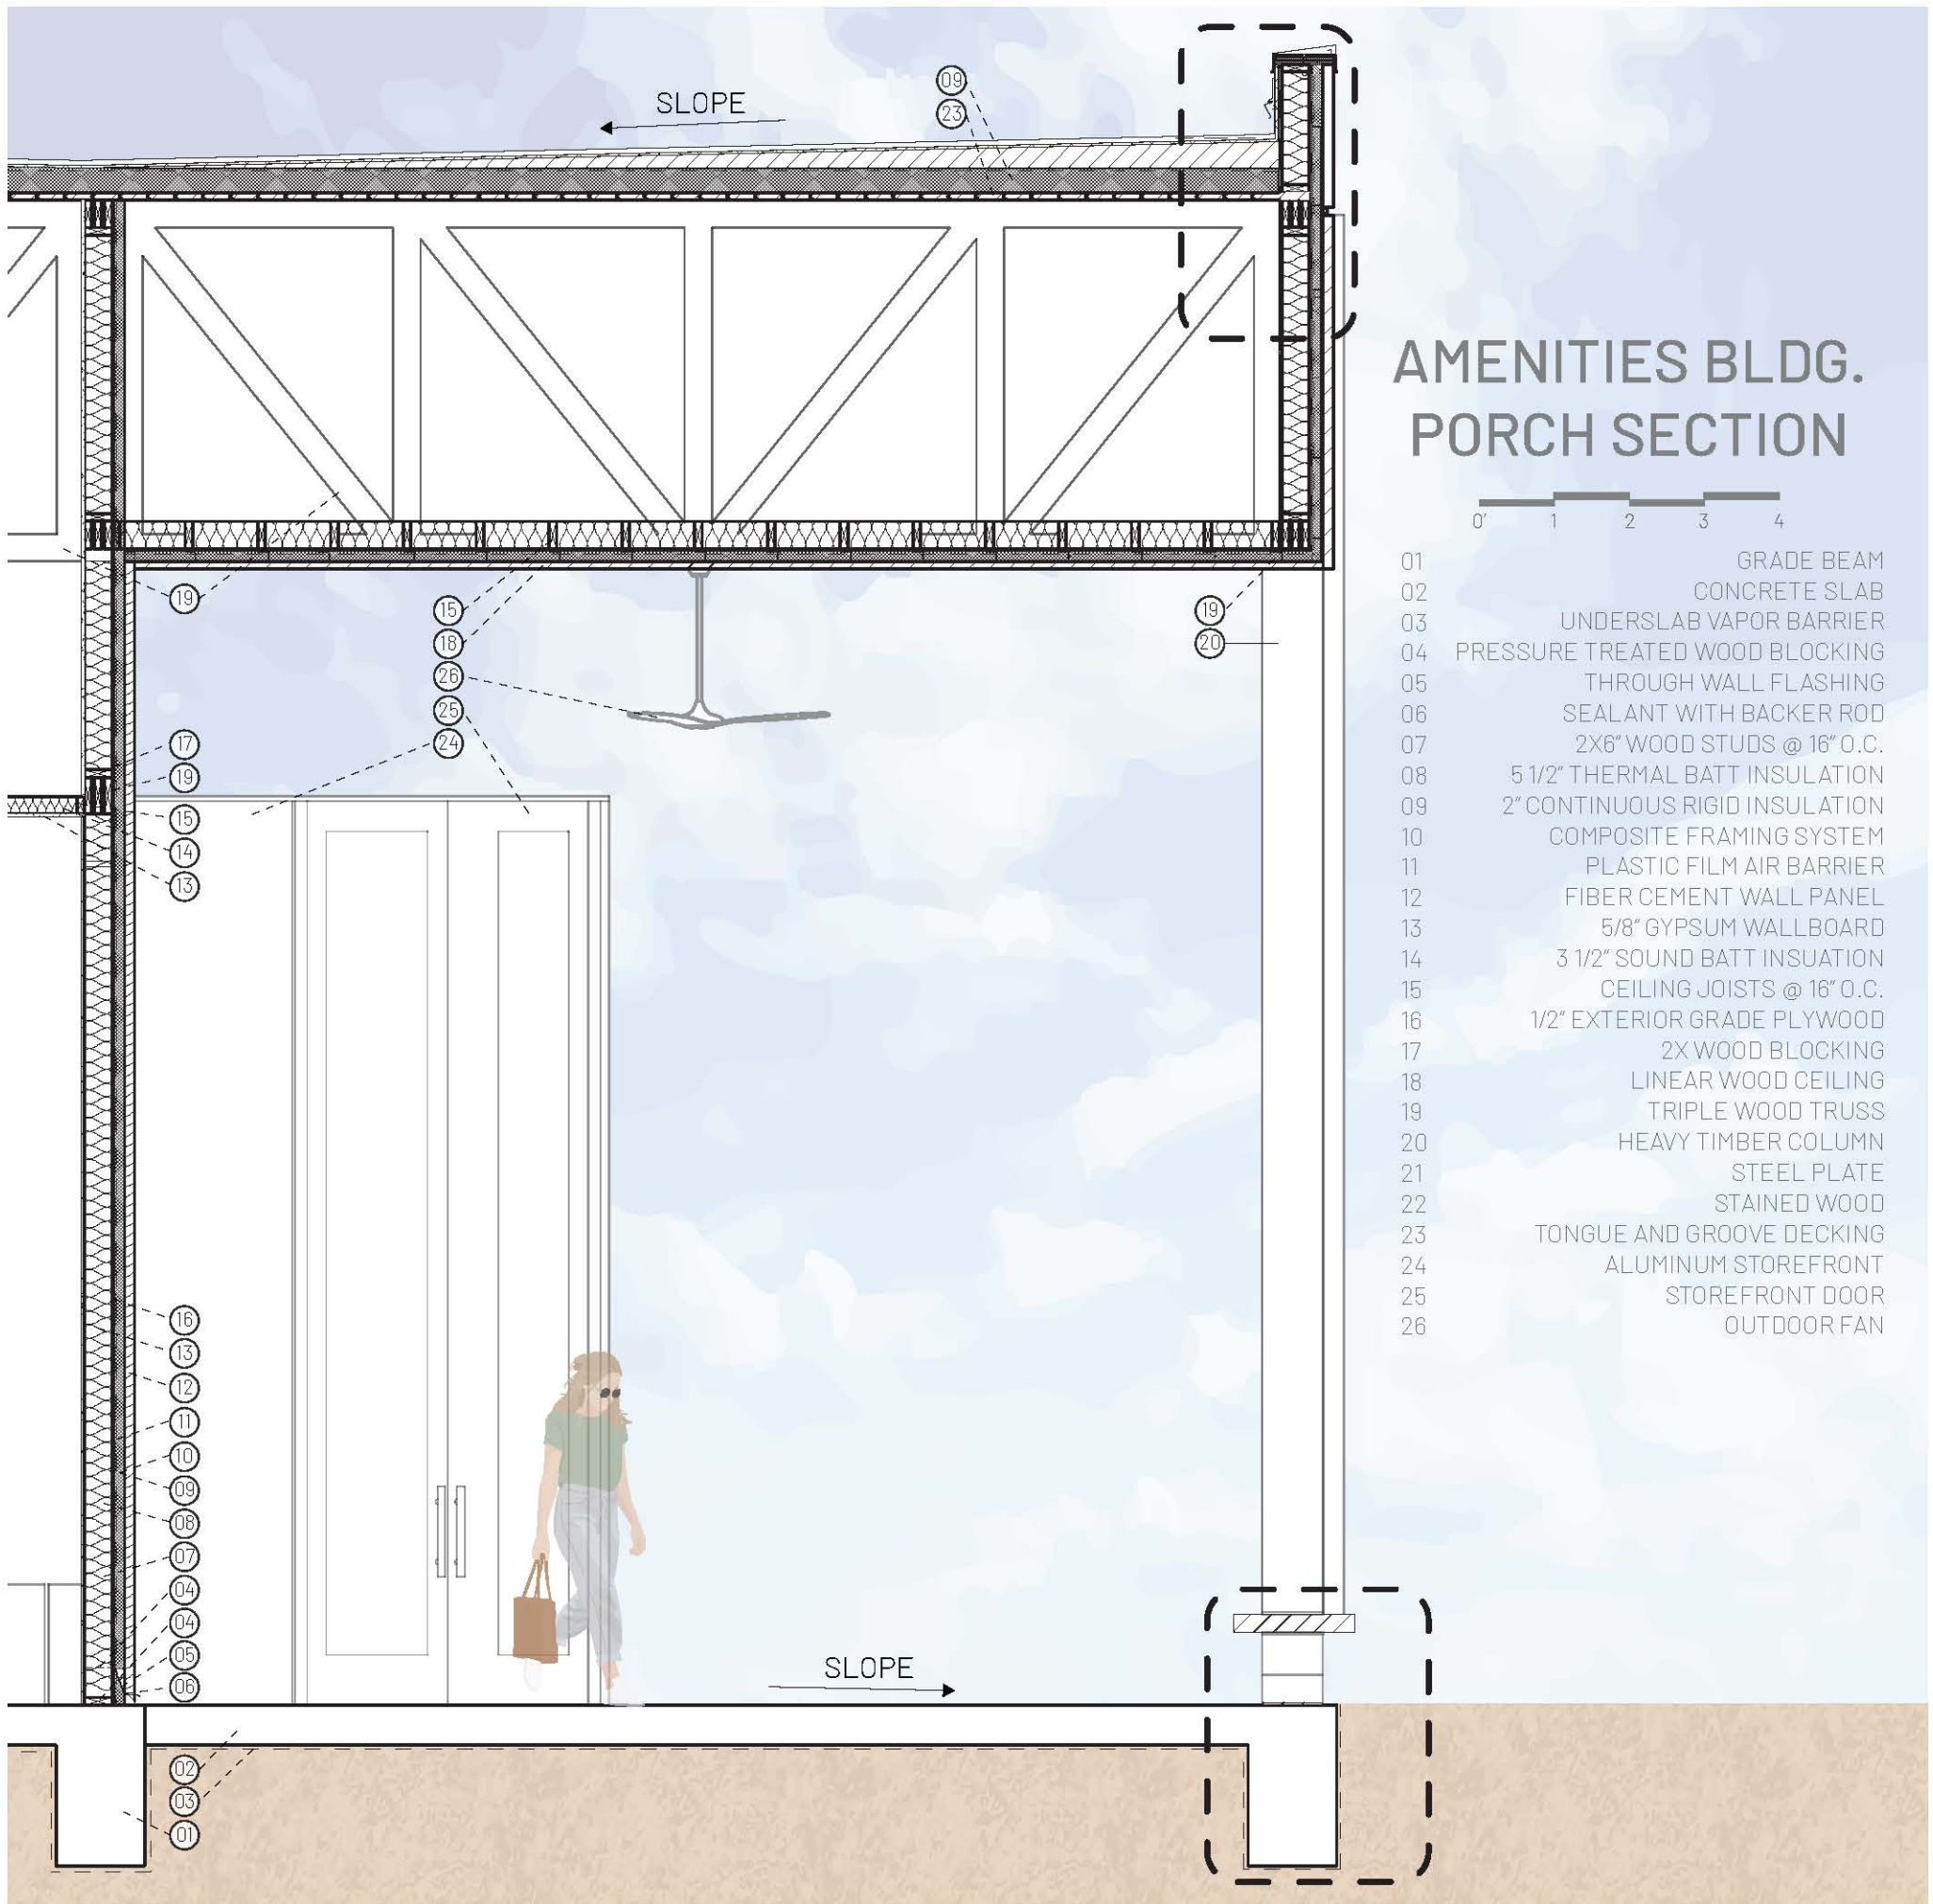 SLOPE
09
23
AMENITIES BLDG.
PORCH SECTION
0' 1 2 3 4
01 GRADE BEAM
02 CONCRETE SLAB
03 UNDERSLAB VAPOR BARRIER
04 PRESSURE TREATED WOOD BLOCKING
05 THROUGH WALL FLASHING
06 SEALANT WITH BACKER ROD
07 2X6" WOOD STUDS @ 16" O.C.
08 5 1/2" THERMAL BATT INSULATION
09 2" CONTINUOUS RIGID INSULATION
10 COMPOSITE FRAMING SYSTEM
11 PLASTIC FILM AIR BARRIER
12 FIBER CEMENT WALL PANEL
13 5/8" GYPSUM WALLBOARD
14 3 1/2" SOUND BATT INSUATION
15 CEILING JOISTS @ 16" O.C.
16 1/2" EXTERIOR GRADE PLYWOOD
17 2X WOOD BLOCKING
18 LINEAR WOOD CEILING
19 TRIPLE WOOD TRUSS
20 HEAVY TIMBER COLUMN
21 STEEL PLATE
22 STAINED WOOD
23 TONGUE AND GROOVE DECKING
24 ALUMINUM STOREFRONT
25 STOREFRONT DOOR
26 OUTDOOR FAN
19
15
18
26
25
24
19
20
17
19
15
14
13
16
13
12
11
10
09
08
07
04
04
05
06
SLOPE
02
03
01